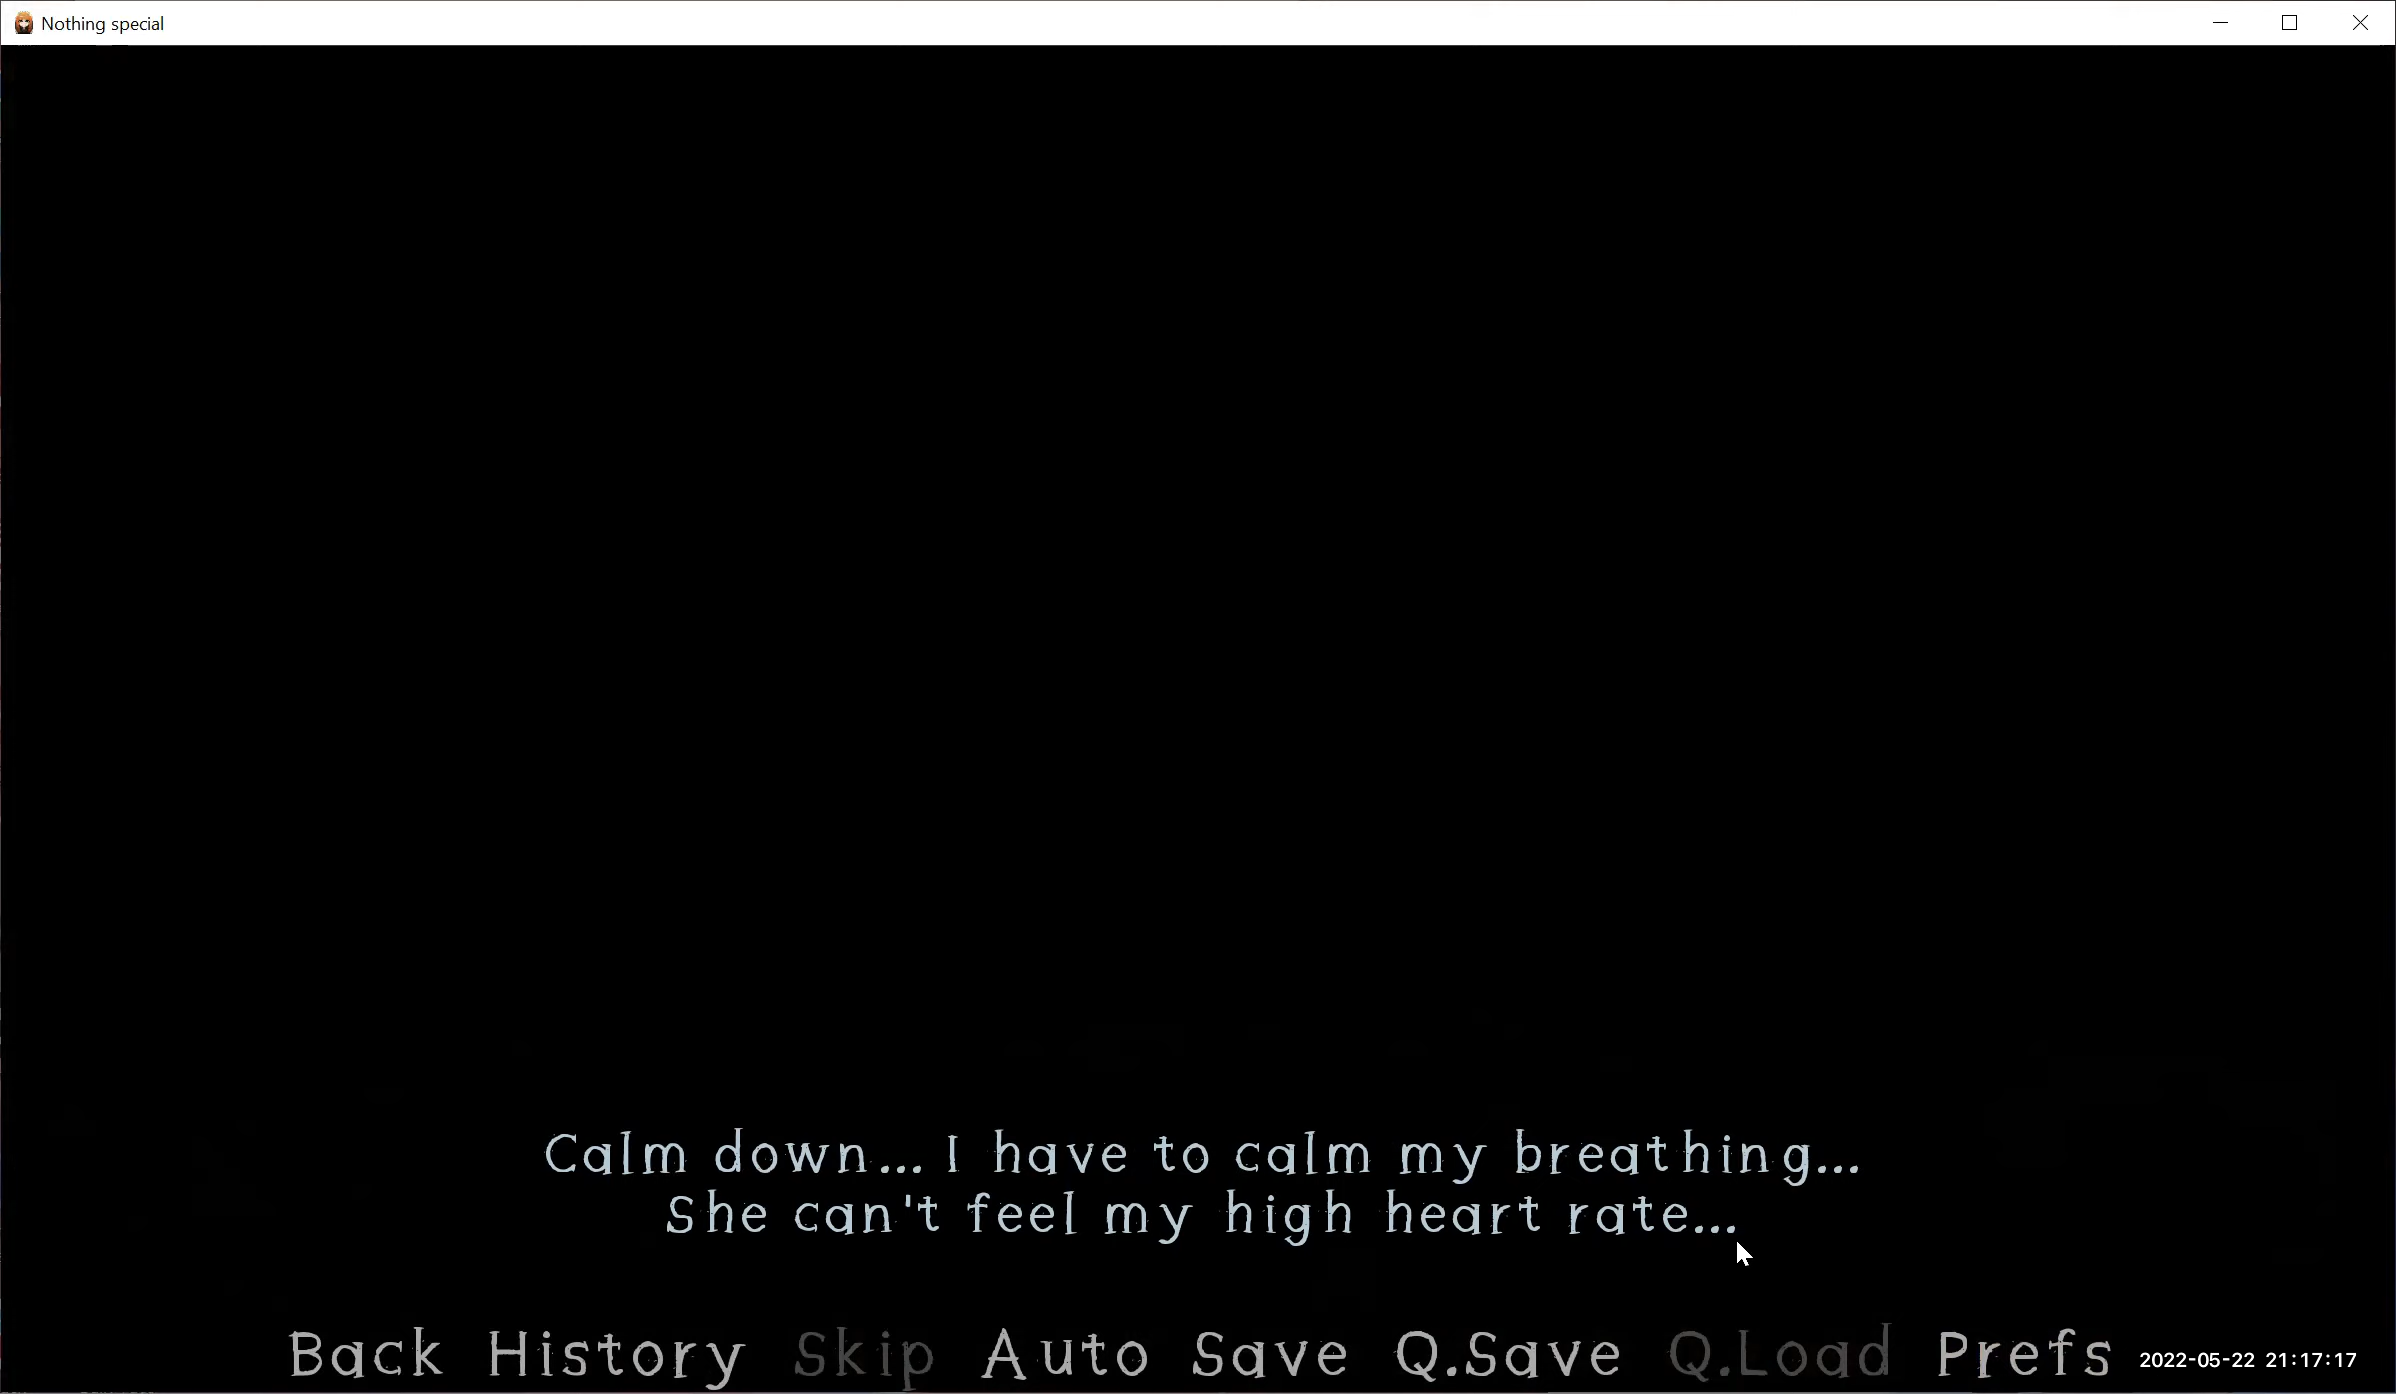 Nothing special
Calm down... I have to calm my breathing...
She can't feel my high heart rate...
Back History Skip Auto Save Q.Save Q.Load Prefs 2022-05-22 21:17:17